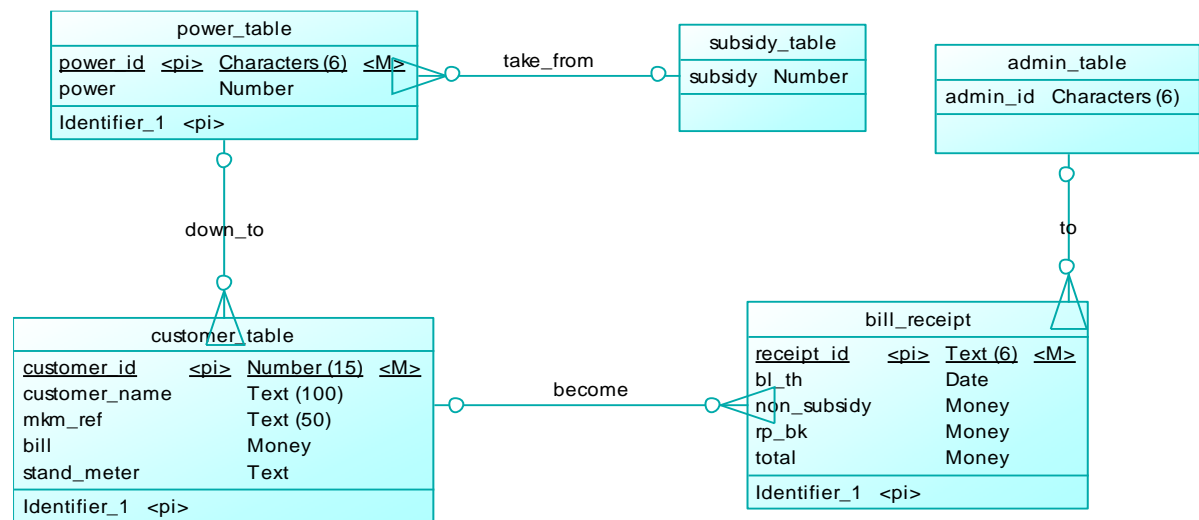 power_table
power_id <pi> Characters (6) <M>
power Number
Identifier_1 <pi>
take_from
subsidy_table
subsidy Number
admin_table
admin_id Characters (6)
down_to
to
customer_table
customer_id <pi> Number (15) <M>
customer_name Text (100)
mkm_ref Text (50)
bill Money
stand_meter Text
Identifier_1 <pi>
become
bill_receipt
receipt_id <pi> Text (6) <M>
bl_th Date
non_subsidy Money
rp_bk Money
total Money
Identifier_1 <pi>